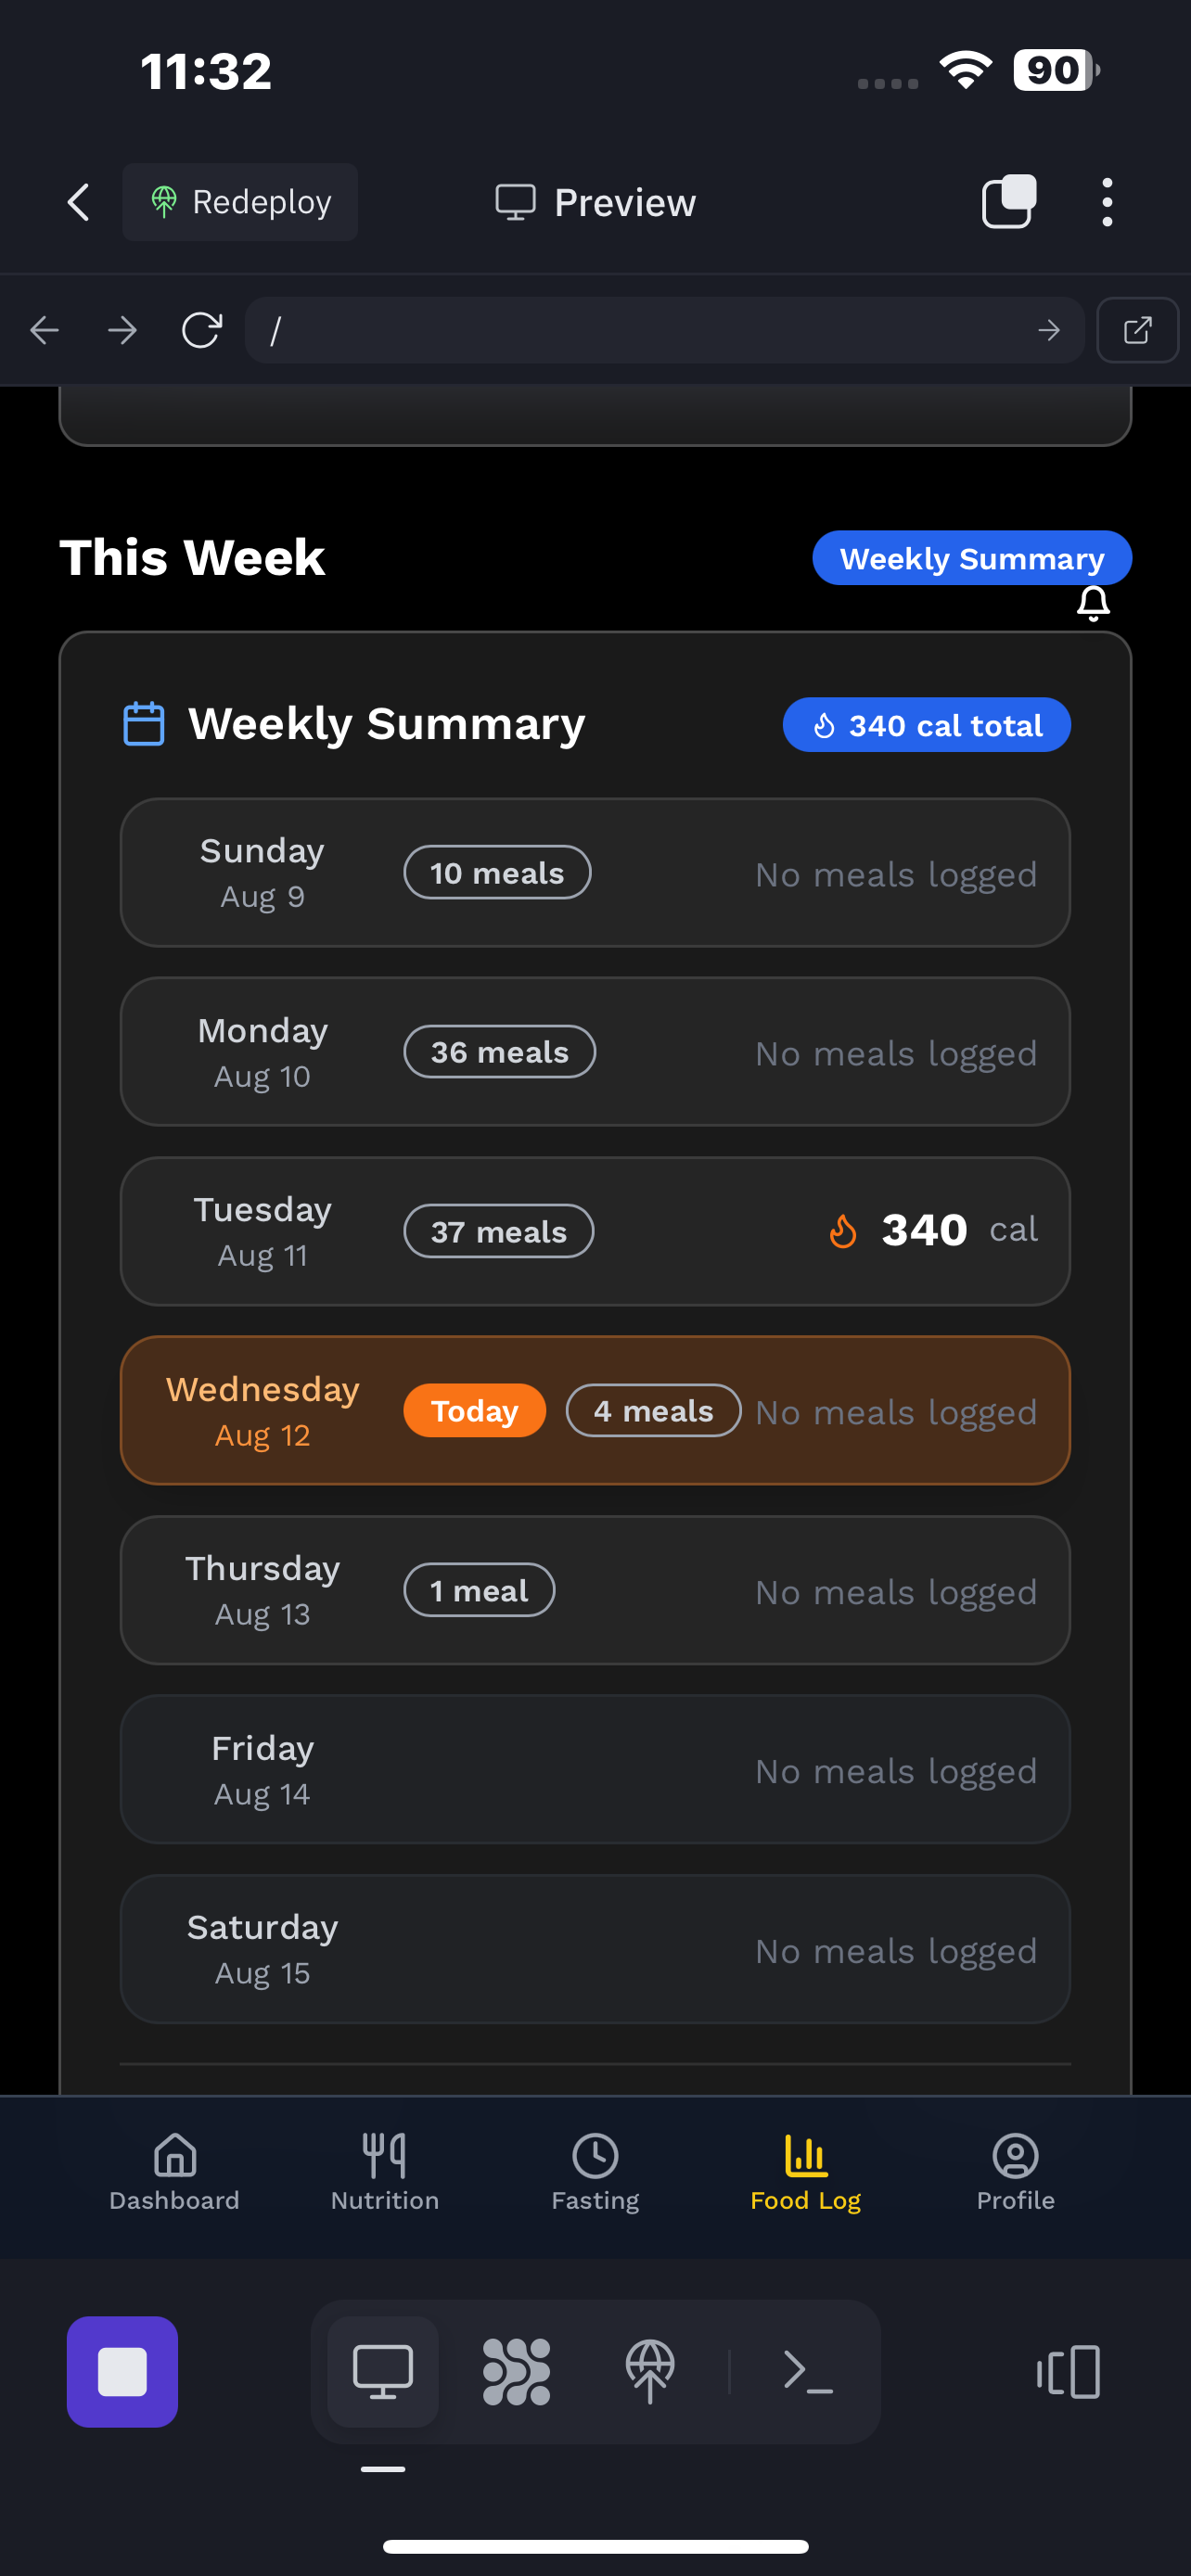 11:32
90
Redeploy
Preview
/
This Week
Weekly Summary
Weekly Summary
340 cal total
Sunday
Aug 9
10 meals
No meals logged
Monday
Aug 10
36 meals
No meals logged
Tuesday
Aug 11
37 meals
340 cal
Wednesday
Aug 12
Today
4 meals
No meals logged
Thursday
Aug 13
1 meal
No meals logged
Friday
Aug 14
No meals logged
Saturday
Aug 15
No meals logged
Dashboard
Nutrition
Fasting
Food Log
Profile